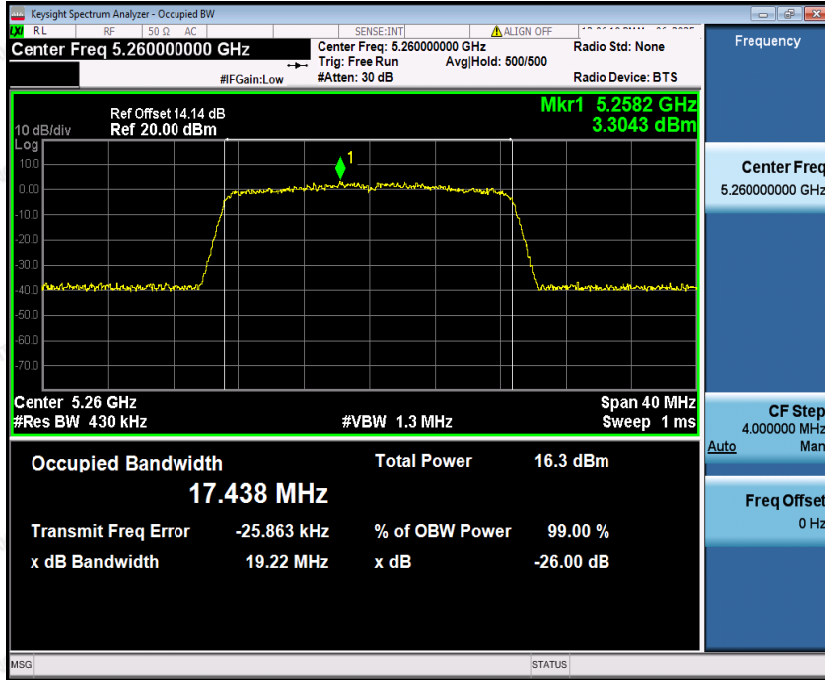 Keysight Spectrum Analyzer - Occupied BW
LXI RL RF 50 Ω AC SENSE:INT ALIGN OFF
Center Freq 5.260000000 GHz
#IFGain:Low
Center Freq: 5.260000000 GHz
Trig: Free Run Avg|Hold: 500/500
#Atten: 30 dB
Radio Std: None
Radio Device: BTS
Frequency
Ref Offset 14.14 dB
10 dB/div Ref 20.00 dBm
Mkr1 5.2582 GHz
3.3043 dBm
Log
10.0
0.00
-10.0
-20.0
-30.0
-40.0
-50.0
-60.0
-70.0
1
Center 5.26 GHz Span 40 MHz
#Res BW 430 kHz #VBW 1.3 MHz Sweep 1 ms
Occupied Bandwidth Total Power 16.3 dBm
17.438 MHz
Transmit Freq Error -25.863 kHz % of OBW Power 99.00 %
x dB Bandwidth 19.22 MHz x dB -26.00 dB
Center Freq
5.260000000 GHz
CF Step
4.000000 MHz
Auto Man
Freq Offset
0 Hz
MSG STATUS